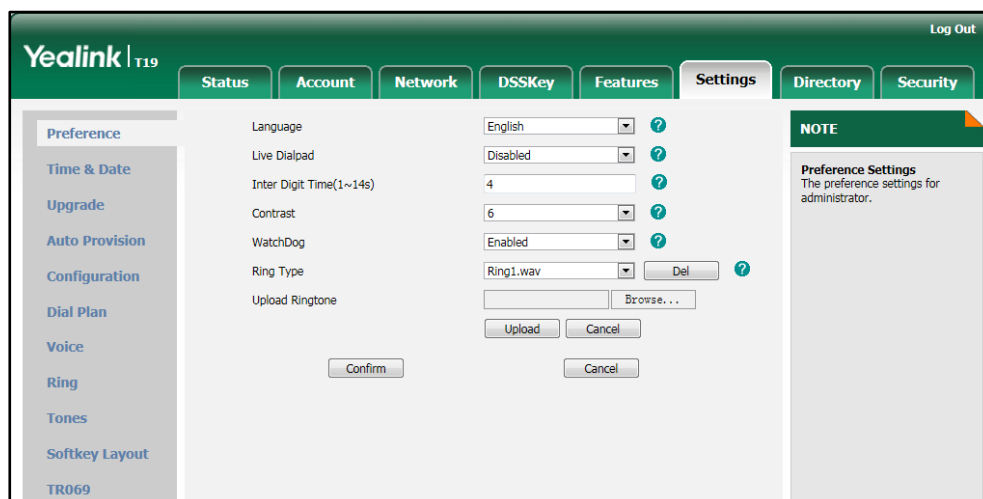 Log Out
Yealink | T19
Status Account Network DSSKey Features Settings Directory Security
Preference
Time & Date
Upgrade
Auto Provision
Configuration
Dial Plan
Voice
Ring
Tones
Softkey Layout
TR069
Language English ?
Live Dialpad Disabled ?
Inter Digit Time(1~14s) 4 ?
Contrast 6 ?
WatchDog Enabled ?
Ring Type Ring1.wav Del ?
Upload Ringtone Browse...
Upload Cancel
Confirm Cancel
NOTE
Preference Settings
The preference settings for
administrator.